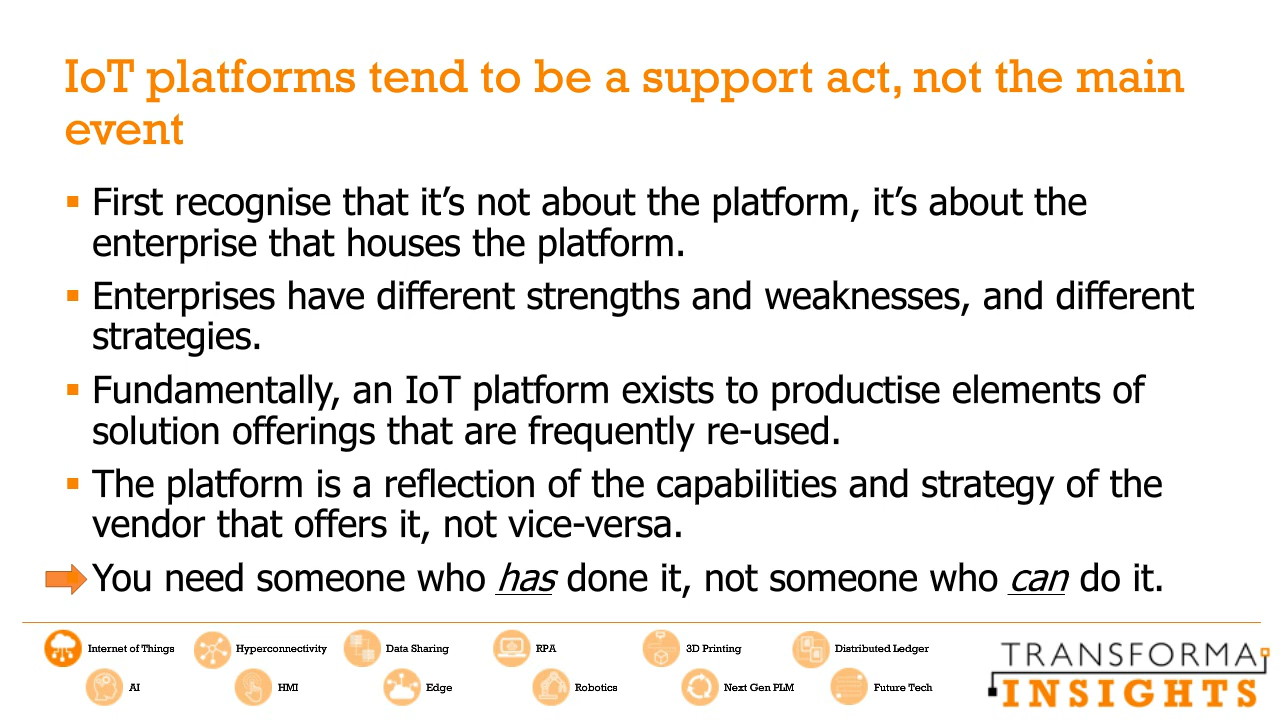 IoT platforms tend to be a support act, not the main
event
First recognise that it’s not about the platform, it’s about the
enterprise that houses the platform.
Enterprises have different strengths and weaknesses, and different
strategies.
Fundamentally, an IoT platform exists to productise elements of
solution offerings that are frequently re-used.
The platform is a reflection of the capabilities and strategy of the
vendor that offers it, not vice-versa.
You need someone who has done it, not someone who can do it.
Internet of Things
Hyperconnectivity
Data Sharing
RPA
3D Printing
Distributed Ledger
AI
HMI
Edge
Robotics
Next Gen PLM
Future Tech
TRANSFORMA
INSIGHTS